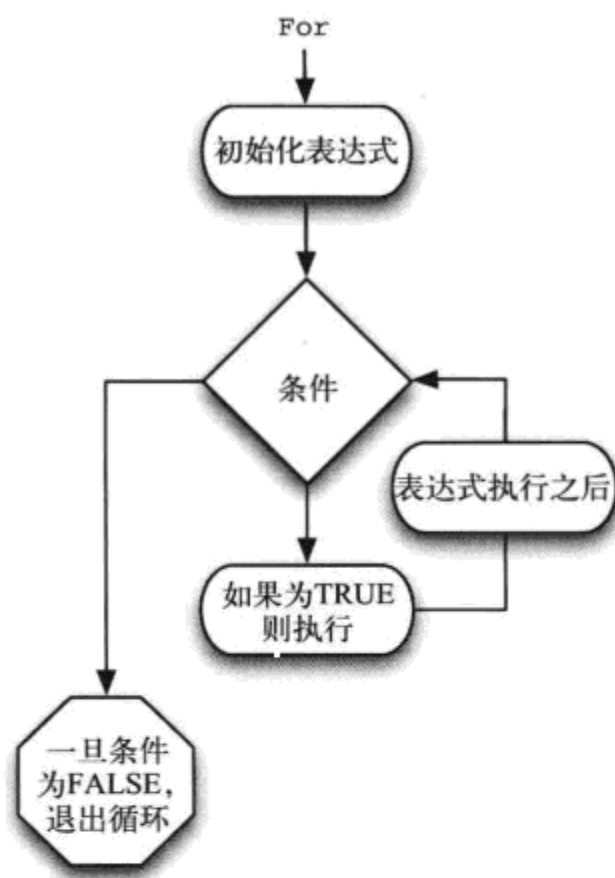 For
初始化表达式
条件
表达式执行之后
如果为TRUE
则执行
一旦条件
为FALSE,
退出循环